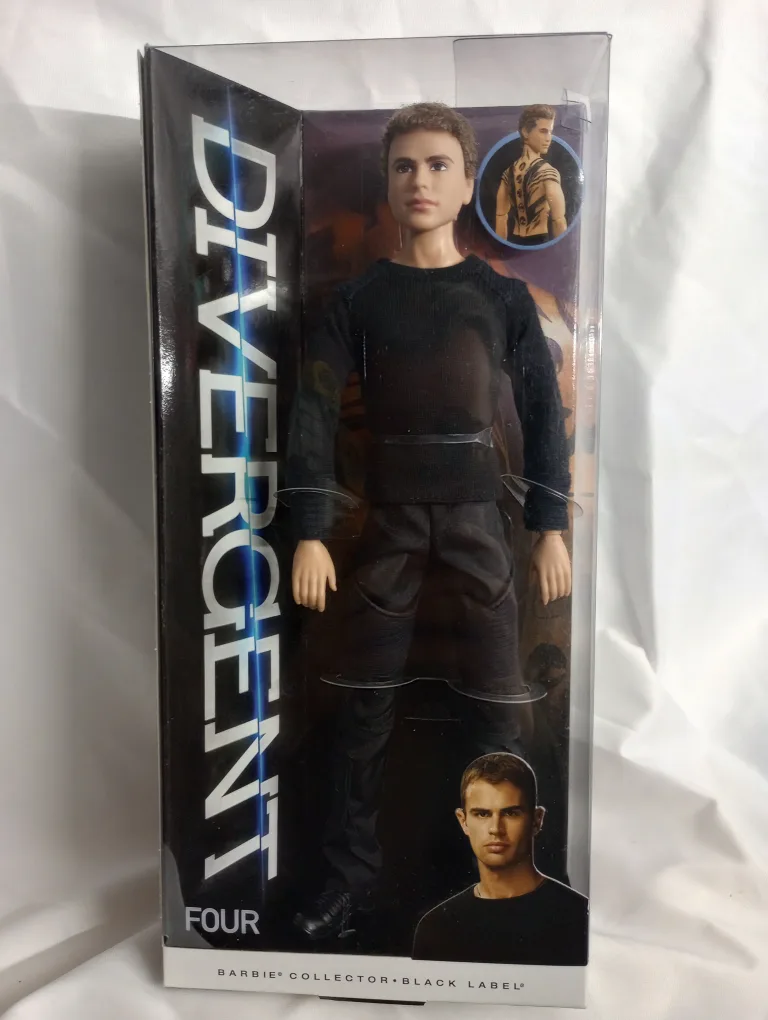 DIVERGENT
FOUR
BARBIE® COLLECTOR • BLACK LABEL®